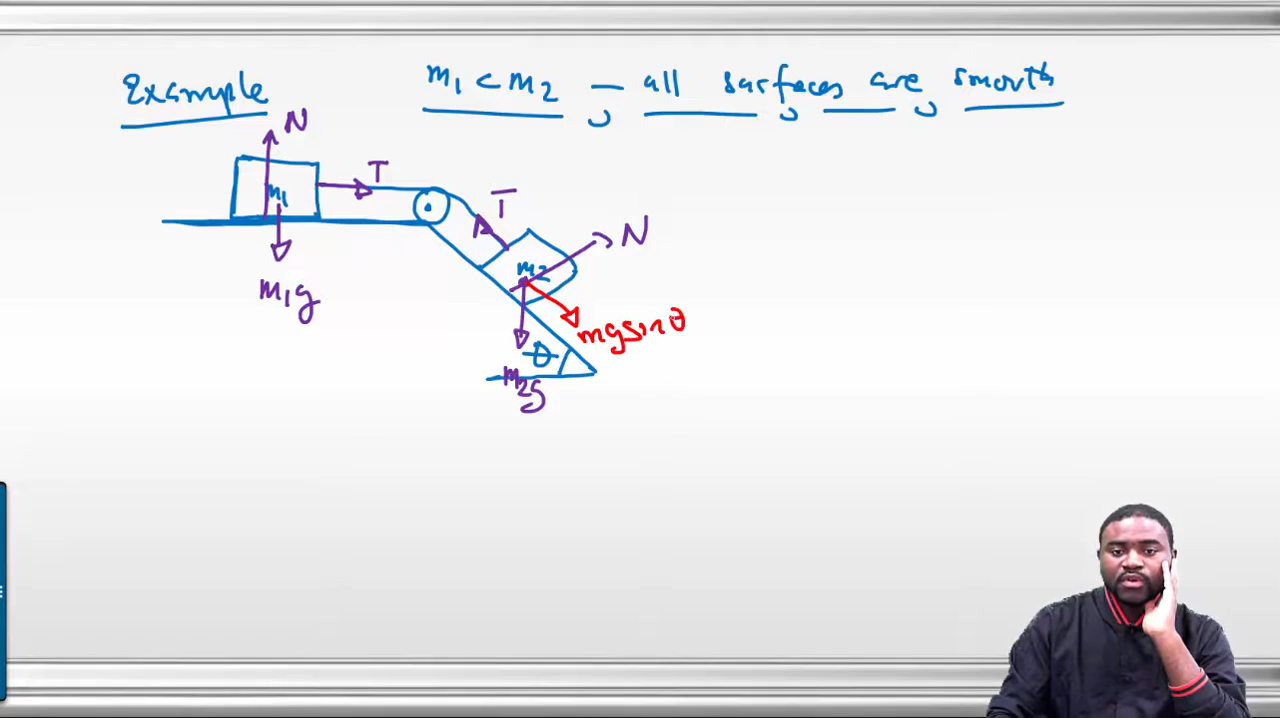 Example
m1 < m2 — all surfaces are smooth
N
T
m1
T
N
m2
m1g
mgsinθ
θ
m2g